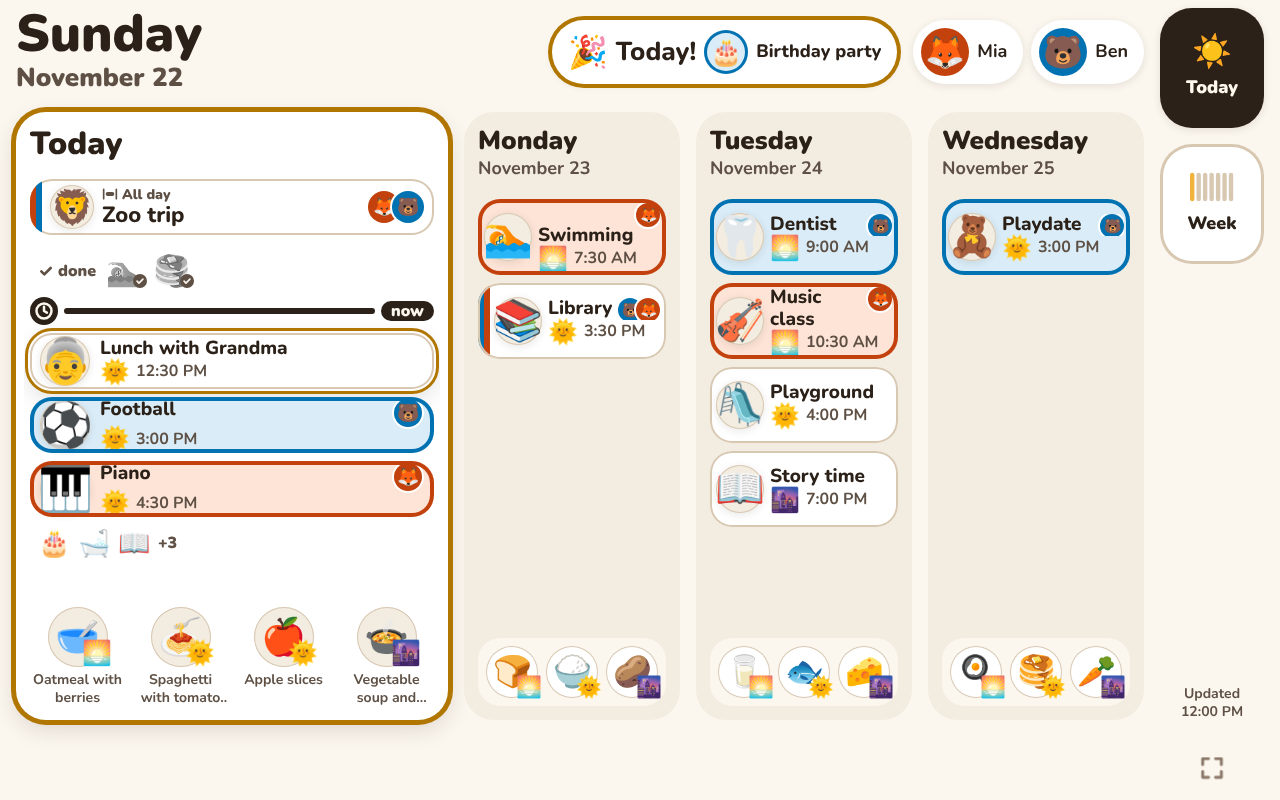 Sunday
November 22
Today!
Birthday party
Mia
Ben
Today
Week
Today
All day
Zoo trip
done
now
Lunch with Grandma
12:30 PM
Football
3:00 PM
Piano
4:30 PM
+3
Oatmeal with
berries
Spaghetti
with tomato..
Apple slices
Vegetable
soup and...
Monday
November 23
Swimming
7:30 AM
Library
3:30 PM
Tuesday
November 24
Dentist
9:00 AM
Music
class
10:30 AM
Playground
4:00 PM
Story time
7:00 PM
Wednesday
November 25
Playdate
3:00 PM
Updated
12:00 PM